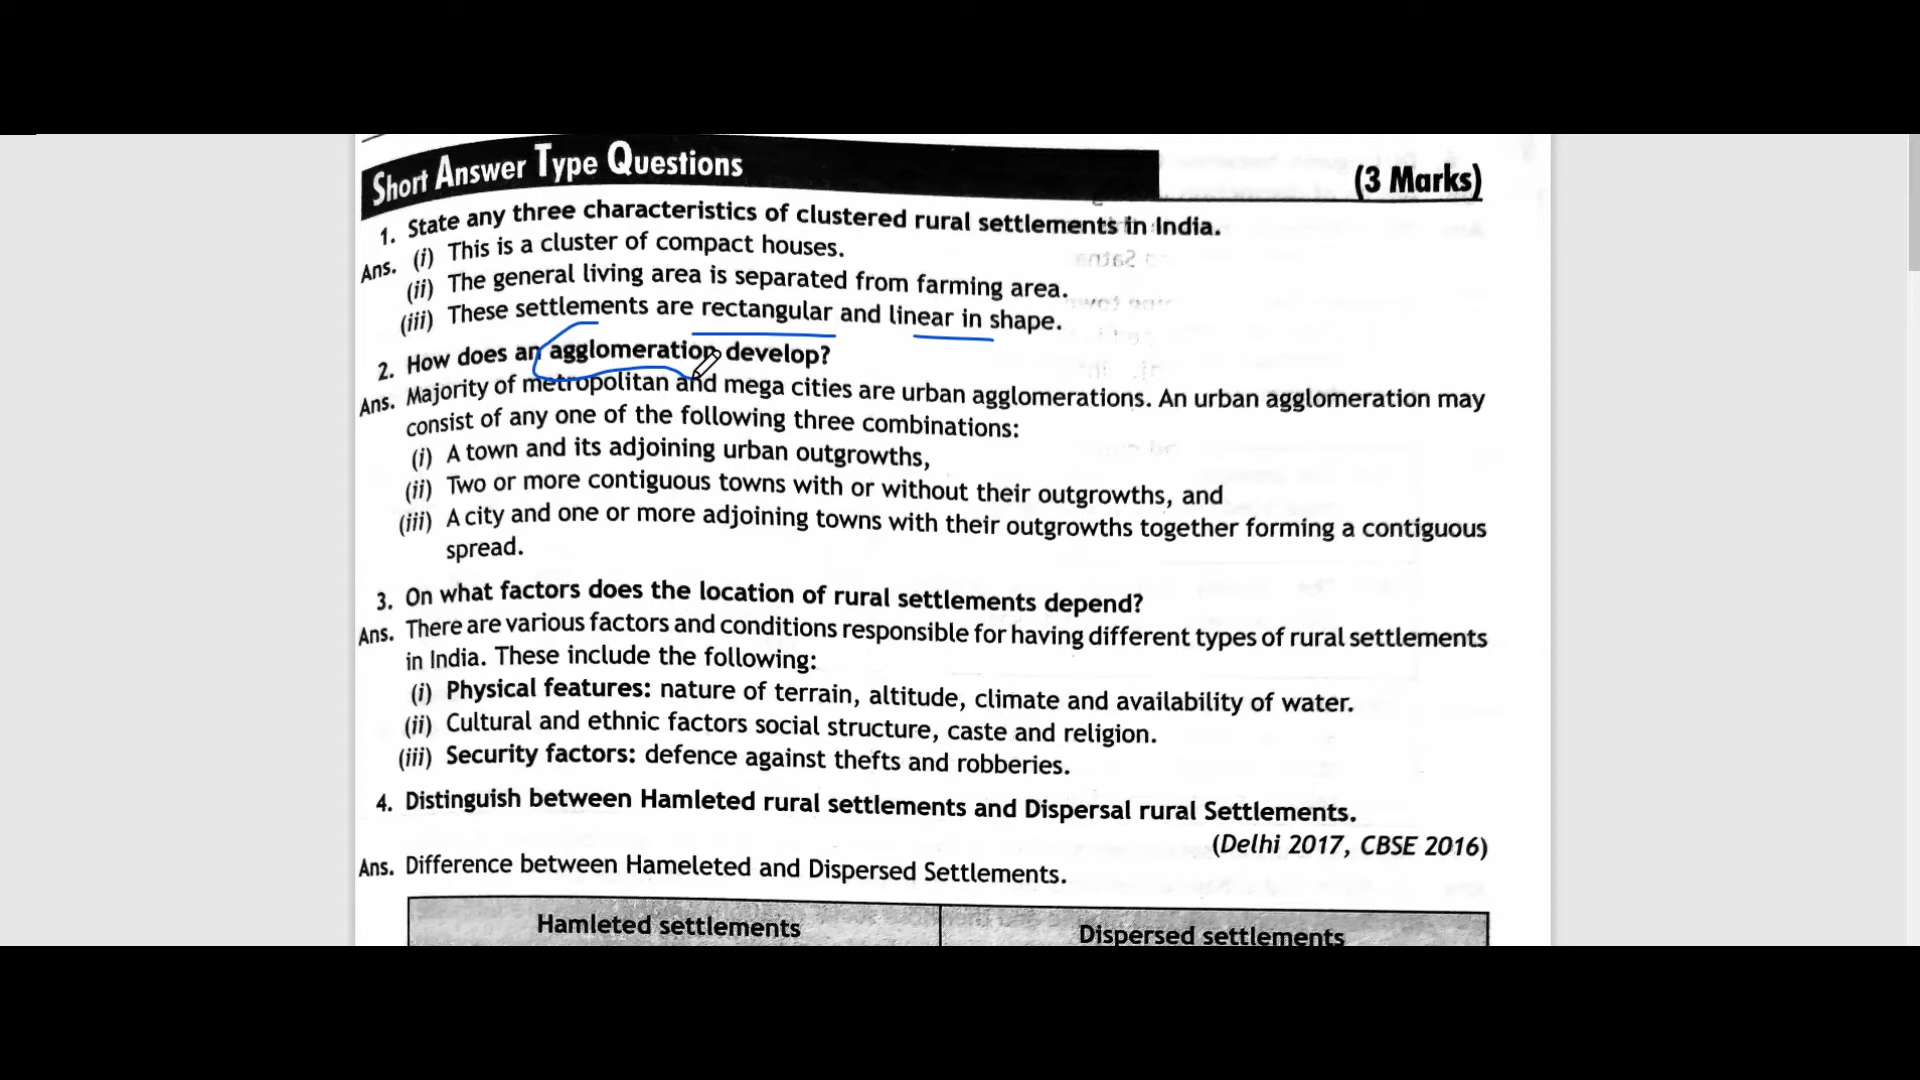 Short Answer Type Questions
(3 Marks)
1. State any three characteristics of clustered rural settlements in India.
Ans. (i) This is a cluster of compact houses.
(ii) The general living area is separated from farming area.
(iii) These settlements are rectangular and linear in shape.
2. How does an agglomeration develop?
Ans. Majority of metropolitan and mega cities are urban agglomerations. An urban agglomeration may
consist of any one of the following three combinations:
(i) A town and its adjoining urban outgrowths,
(ii) Two or more contiguous towns with or without their outgrowths, and
(iii) A city and one or more adjoining towns with their outgrowths together forming a contiguous
spread.
3. On what factors does the location of rural settlements depend?
Ans. There are various factors and conditions responsible for having different types of rural settlements
in India. These include the following:
(i) Physical features: nature of terrain, altitude, climate and availability of water.
(ii) Cultural and ethnic factors social structure, caste and religion.
(iii) Security factors: defence against thefts and robberies.
4. Distinguish between Hamleted rural settlements and Dispersal rural Settlements.
(Delhi 2017, CBSE 2016)
Ans. Difference between Hameleted and Dispersed Settlements.
Hamleted settlements
Dispersed settlements